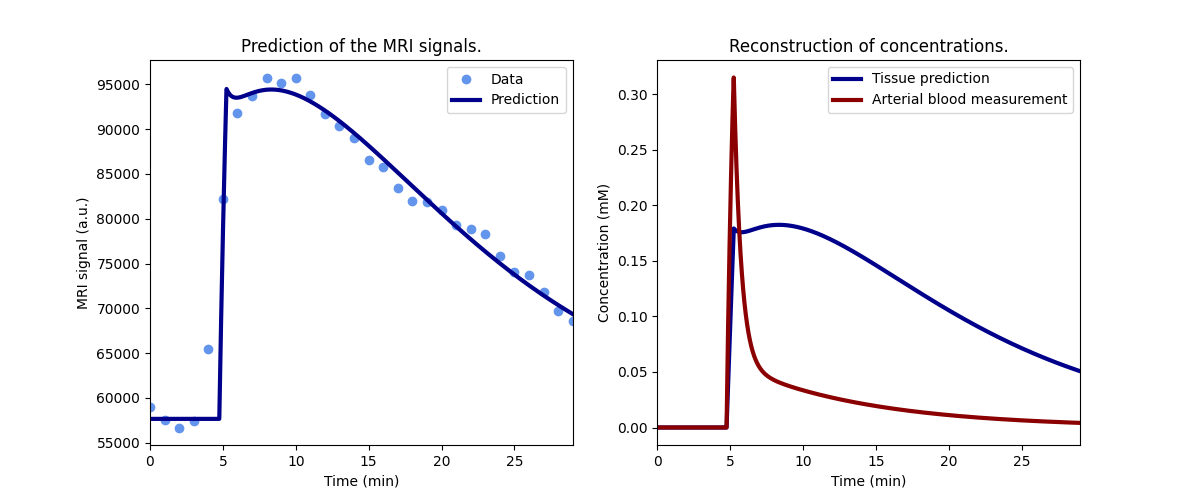 Prediction of the MRI signals.
MRI signal (a.u.)
95000
90000
85000
80000
75000
70000
65000
60000
55000
Data
Prediction
0 5 10 15 20 25
Time (min)
Reconstruction of concentrations.
Concentration (mM)
0.30
0.25
0.20
0.15
0.10
0.05
0.00
Tissue prediction
Arterial blood measurement
0 5 10 15 20 25
Time (min)